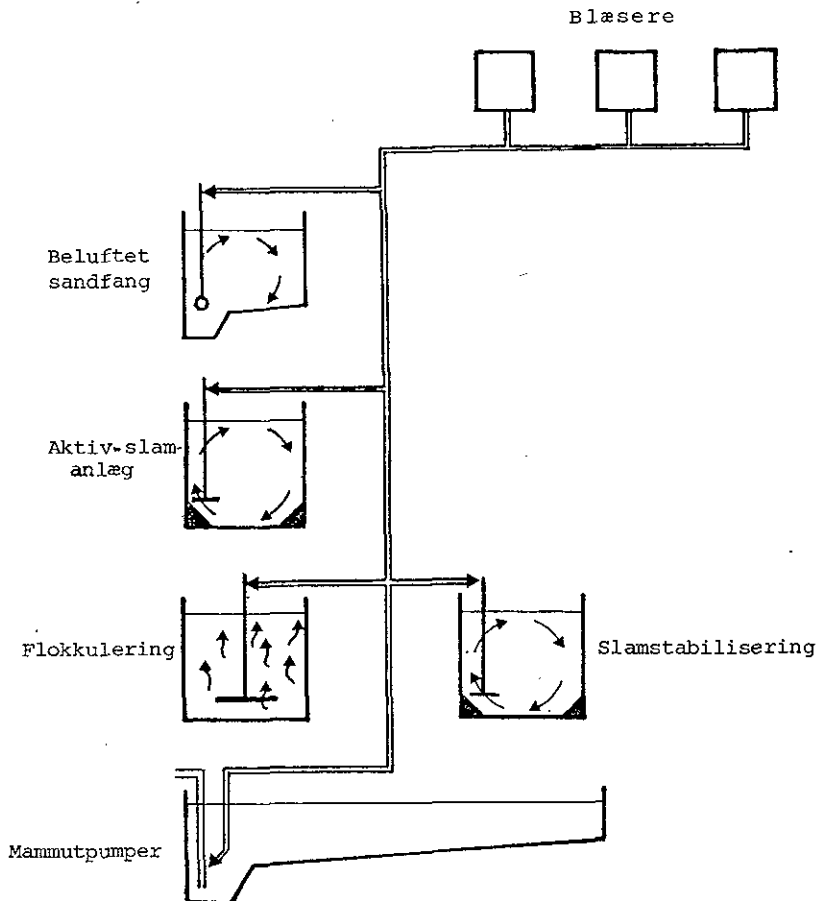 Blæsere
Beluftet
sandfang
Aktiv-slam-
anlæg
Flokkulering
Slamstabilisering
Mammutpumper